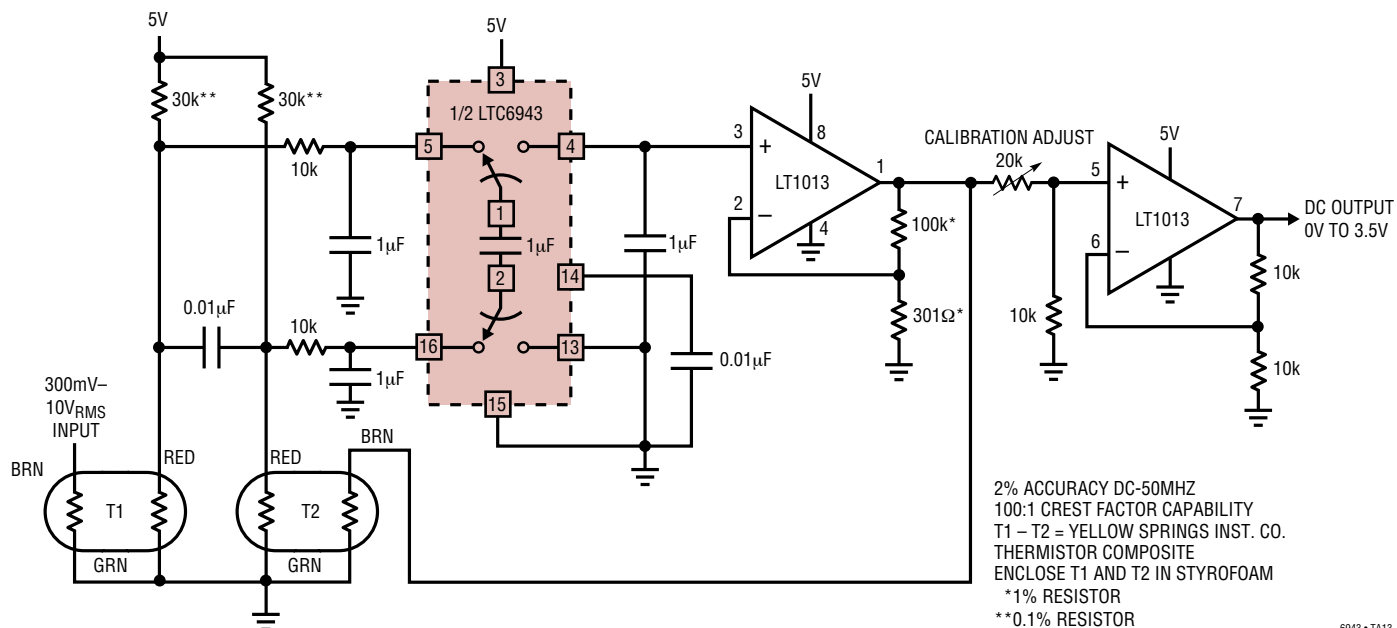 5V
30k**
30k**
10k
1µF
0.01µF
10k
1µF
300mV–
10VRMS
INPUT
BRN
RED
T1
GRN
RED
T2
GRN
BRN
5V
3
1/2 LTC6943
5
4
1
1µF
2
14
16
13
15
1µF
0.01µF
5V
3
+
8
LT1013
1
2
–
4
100k*
301Ω*
CALIBRATION ADJUST
20k
10k
5V
5
+
LT1013
7
6
–
DC OUTPUT
0V TO 3.5V
10k
10k
2% ACCURACY DC-50MHZ
100:1 CREST FACTOR CAPABILITY
T1 – T2 = YELLOW SPRINGS INST. CO.
THERMISTOR COMPOSITE
ENCLOSE T1 AND T2 IN STYROFOAM
*1% RESISTOR
**0.1% RESISTOR
6943 • TA13